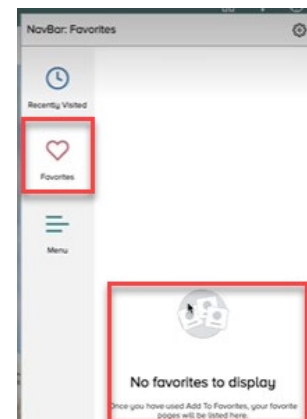 NavBar: Favorites
Recently Visited
Favorites
Menu
No favorites to display
Once you have used Add To Favorites, your favorite
pages will be listed here.